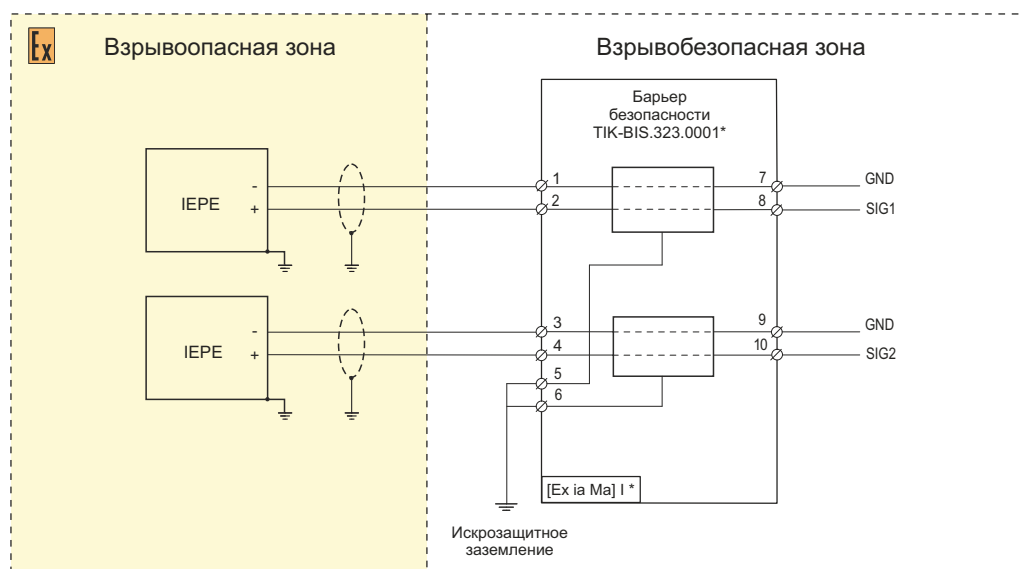 Ex
Взрывоопасная зона
Взрывобезопасная зона
Барьер
безопасности
TIK-BIS.323.0001*
IEPE
-
+
1
2
7
8
GND
SIG1
IEPE
-
+
3
4
5
6
9
10
GND
SIG2
[Ex ia Ma] I *
Искрозащитное
заземление